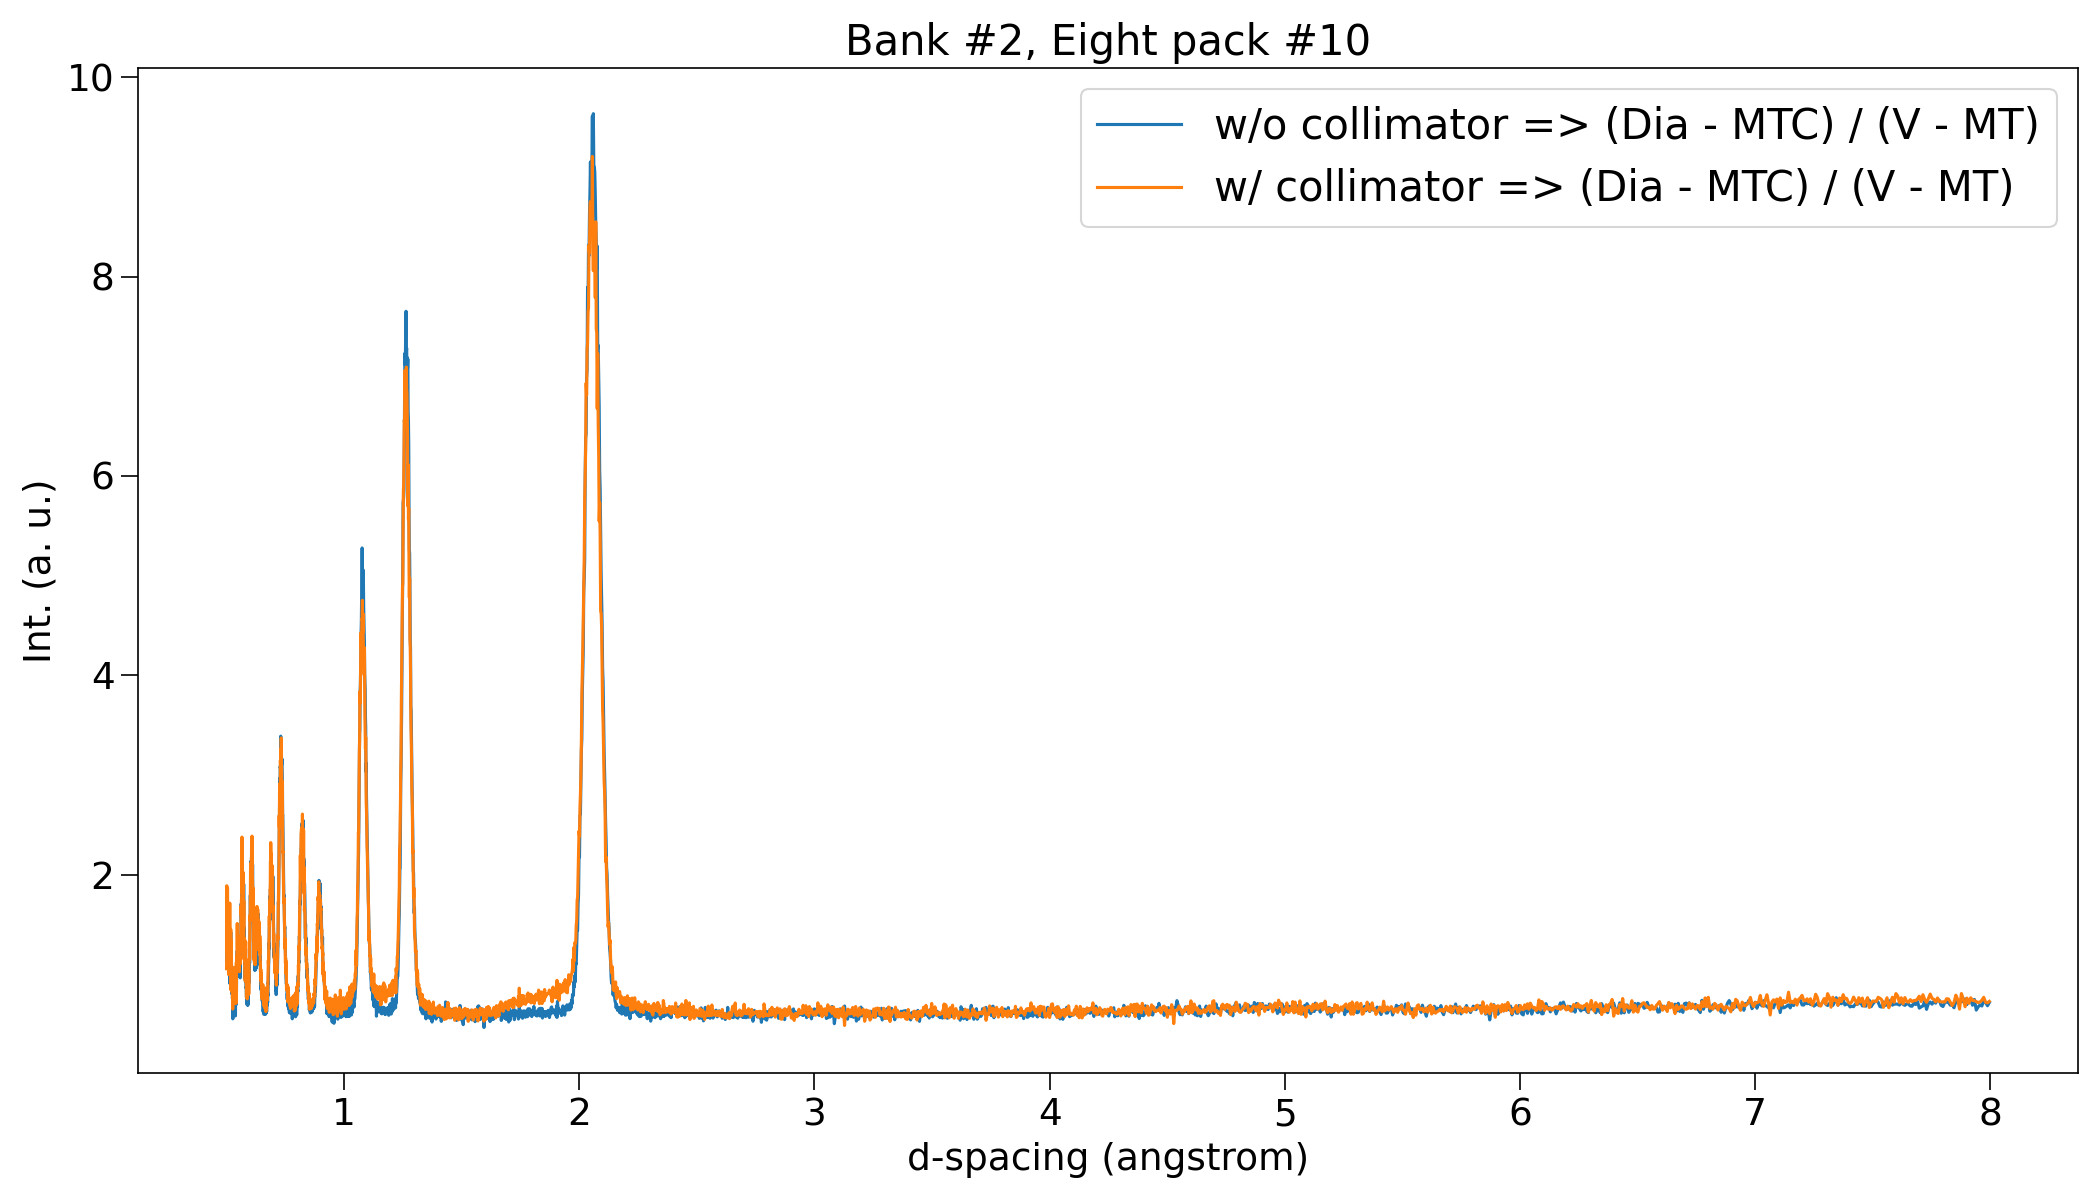 Bank #2, Eight pack #10
10
8
6
4
2
Int. (a. u.)
w/o collimator => (Dia - MTC) / (V - MT)
w/ collimator => (Dia - MTC) / (V - MT)
1 2 3 4 5 6 7 8
d-spacing (angstrom)